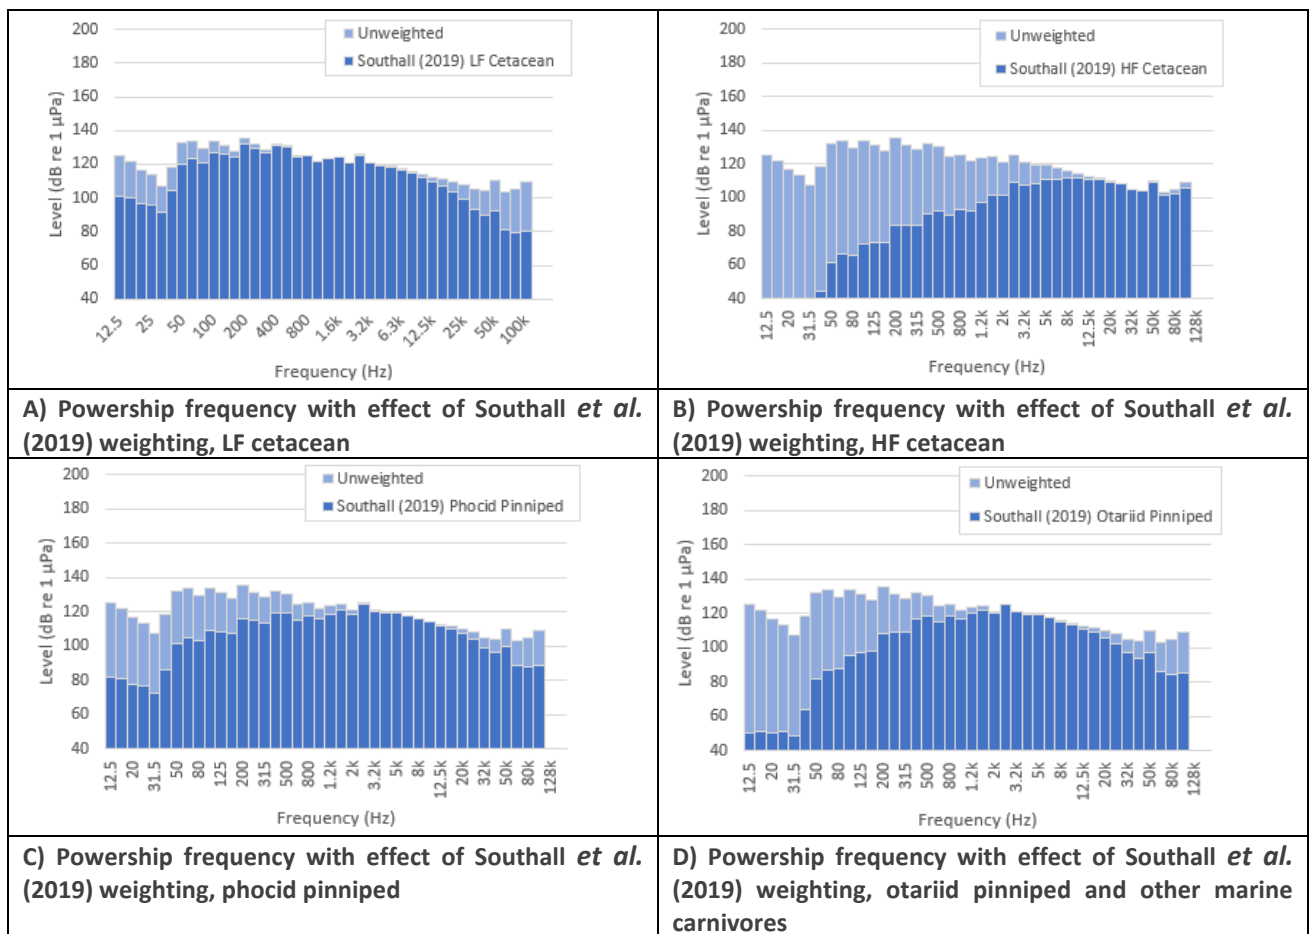 200
180
160
140
120
100
80
60
40
Level (dB re 1 µPa)
Unweighted
Southall (2019) LF Cetacean
12.5 25 50 100 200 400 800 1.6k 3.2k 6.3k 12.5k 25k 50k 100k
Frequency (Hz)
200
180
160
140
120
100
80
60
40
Level (dB re 1 µPa)
Unweighted
Southall (2019) HF Cetacean
12.5 20 31.5 50 80 125 200 315 500 800 1.2k 2k 3.2k 5k 8k 12.5k 20k 32k 50k 80k 128k
Frequency (Hz)
A) Powership frequency with effect of Southall et al.
(2019) weighting, LF cetacean
B) Powership frequency with effect of Southall et al.
(2019) weighting, HF cetacean
200
180
160
140
120
100
80
60
40
Level (dB re 1 µPa)
Unweighted
Southall (2019) Phocid Pinniped
12.5 20 31.5 50 80 125 200 315 500 800 1.2k 2k 3.2k 5k 8k 12.5k 20k 32k 50k 80k 128k
Frequency (Hz)
200
180
160
140
120
100
80
60
40
Level (dB re 1 µPa)
Unweighted
Southall (2019) Otariid Pinniped
12.5 20 31.5 50 80 125 200 315 500 800 1.2k 2k 3.2k 5k 8k 12.5k 20k 32k 50k 80k 128k
Frequency (Hz)
C) Powership frequency with effect of Southall et al.
(2019) weighting, phocid pinniped
D) Powership frequency with effect of Southall et al.
(2019) weighting, otariid pinniped and other marine
carnivores